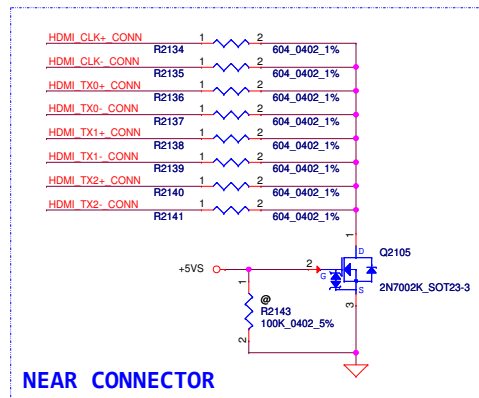 HDMI_CLK+_CONN 1 2
R2134 604_0402_1%
HDMI_CLK-_CONN 1 2
R2135 604_0402_1%
HDMI_TX0+_CONN 1 2
R2136 604_0402_1%
HDMI_TX0-_CONN 1 2
R2137 604_0402_1%
HDMI_TX1+_CONN 1 2
R2138 604_0402_1%
HDMI_TX1-_CONN 1 2
R2139 604_0402_1%
HDMI_TX2+_CONN 1 2
R2140 604_0402_1%
HDMI_TX2-_CONN 1 2
R2141 604_0402_1%
1
D Q2105
+5VS 2
G
S 2N7002K_SOT23-3
1 3
@
R2143
100K_0402_5%
2
NEAR CONNECTOR